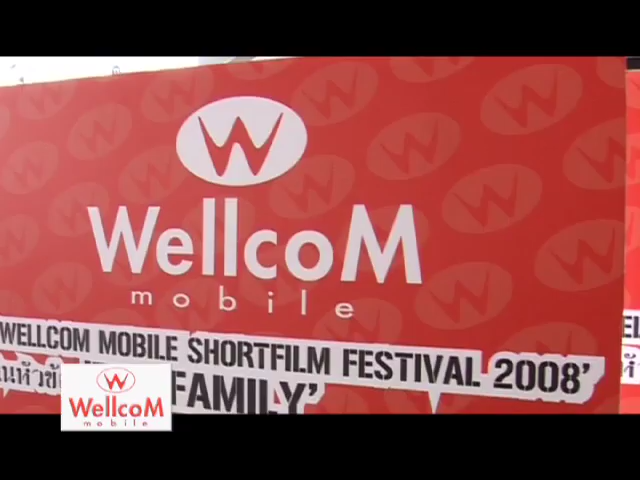 W
WellcoM
mobile
WELLCOM MOBILE SHORTFILM FESTIVAL 2008'
FAMILY'
W
WellcoM
mobile